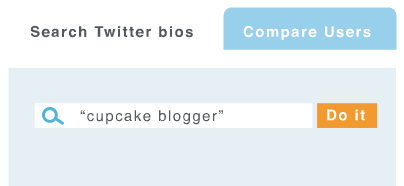 Search Twitter bios Compare Users
“cupcake blogger” Do it